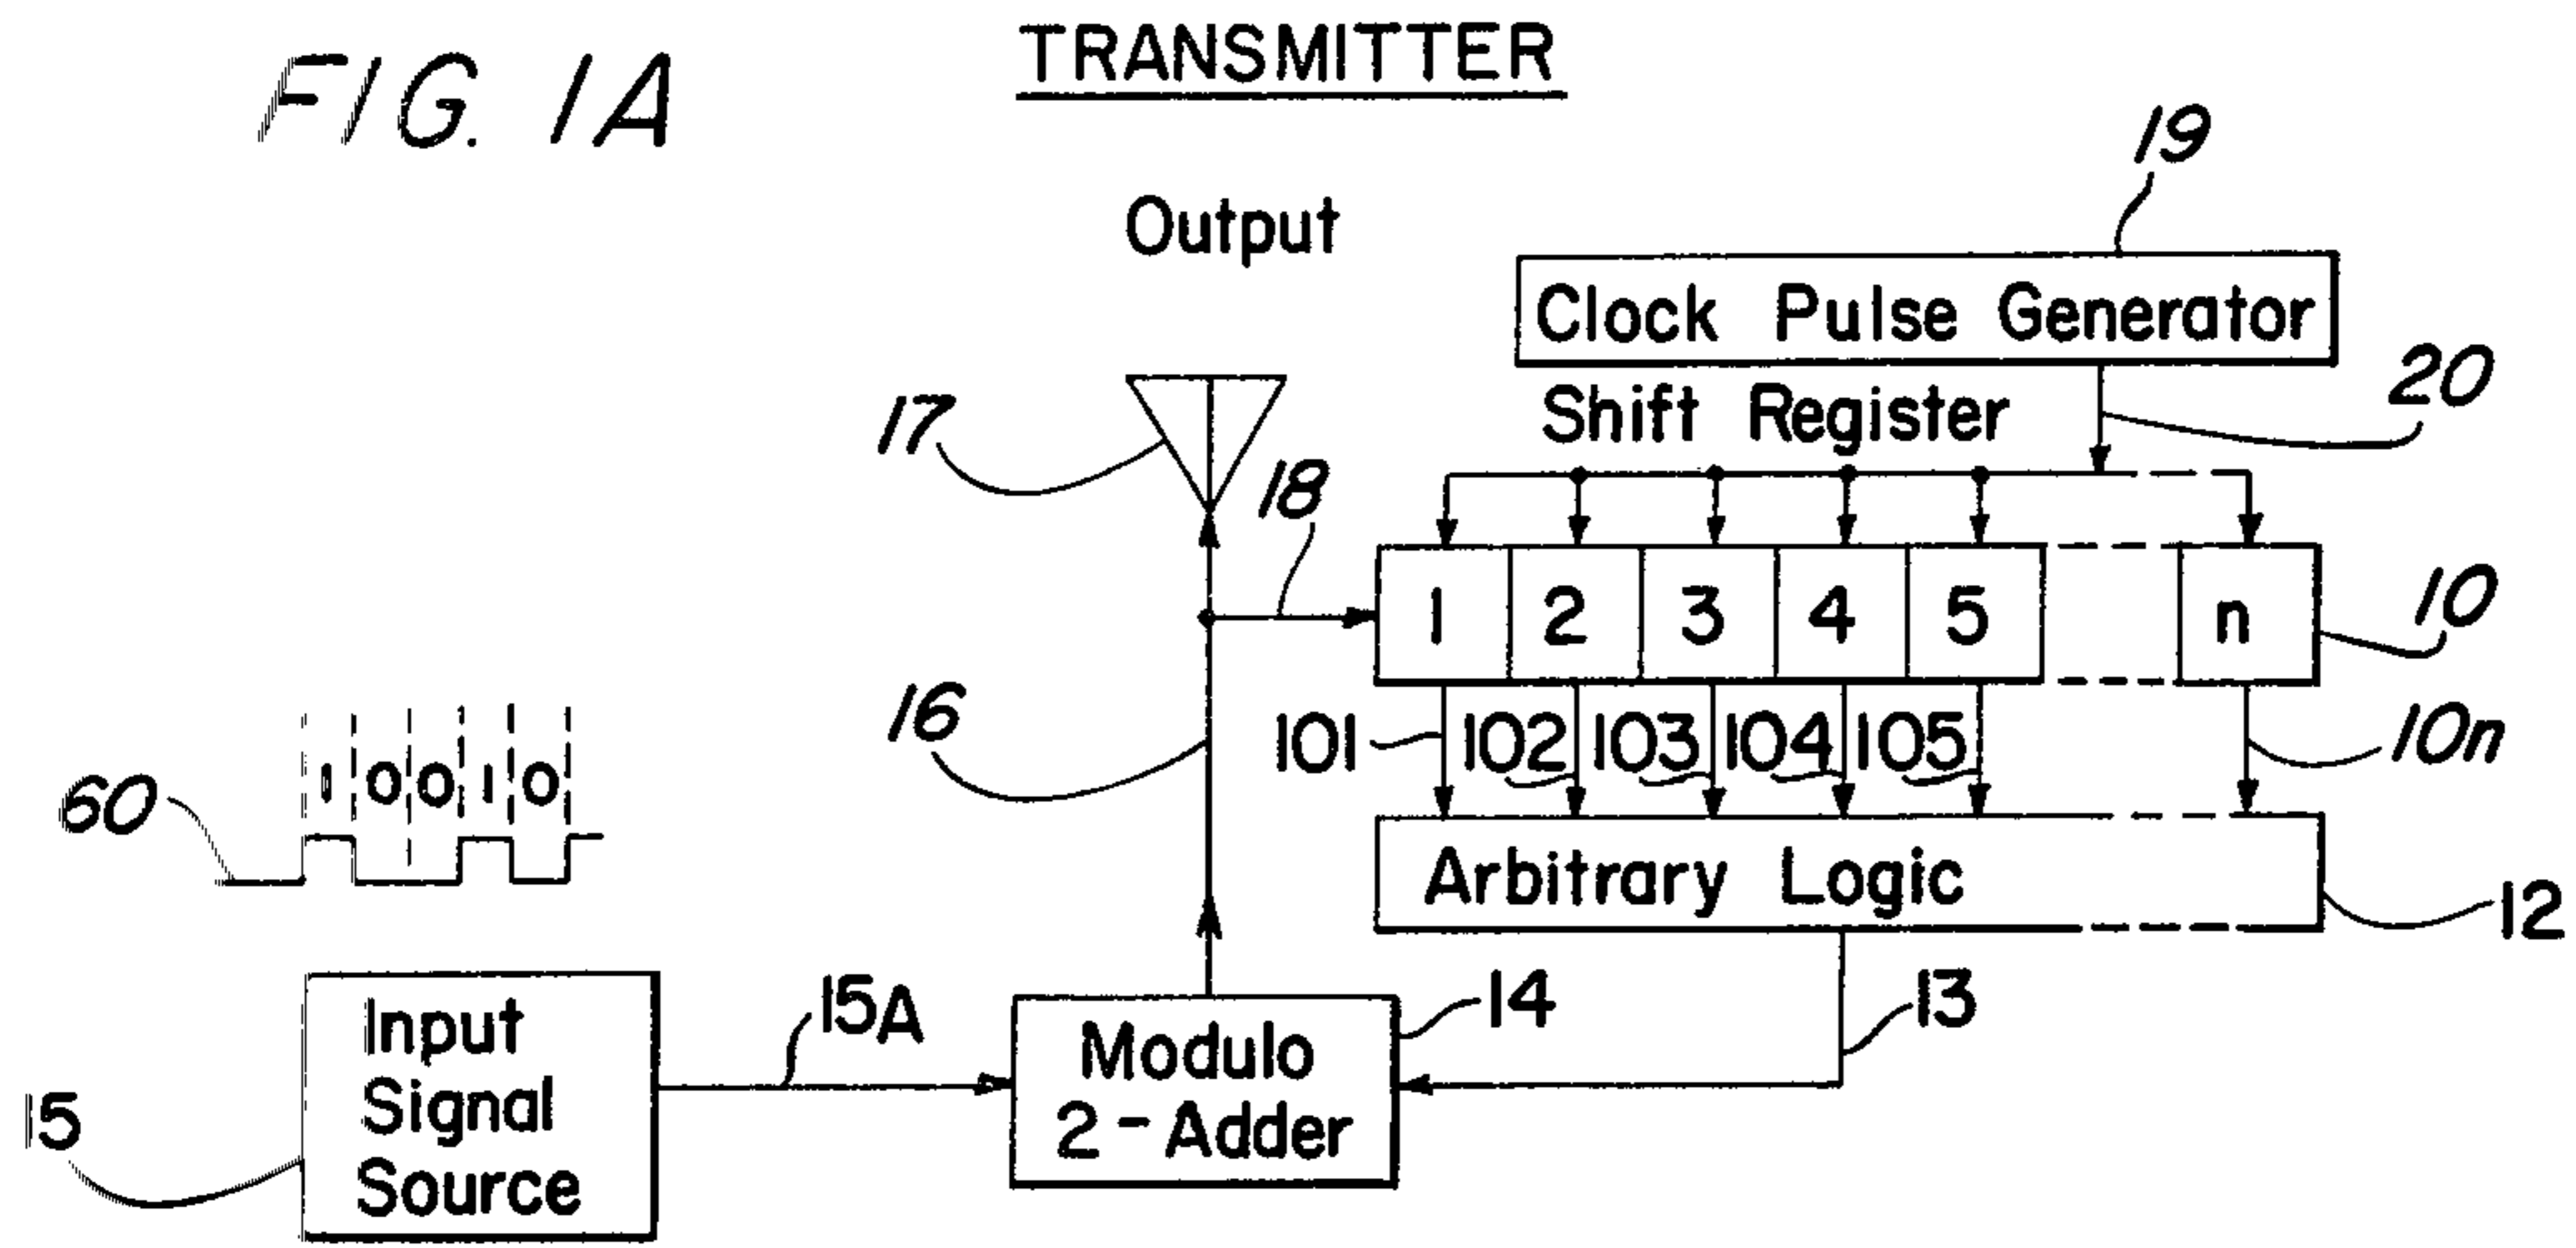 FIG. 1A
TRANSMITTER
19
Output
Clock Pulse Generator
20
Shift Register
17
18
1 2 3 4 5 n
10
16
101 102 103 104 105 10n
1 0 0 1 0
60
Arbitrary Logic
12
15A
14
13
Input
Signal
Source
Modulo
2-Adder
15